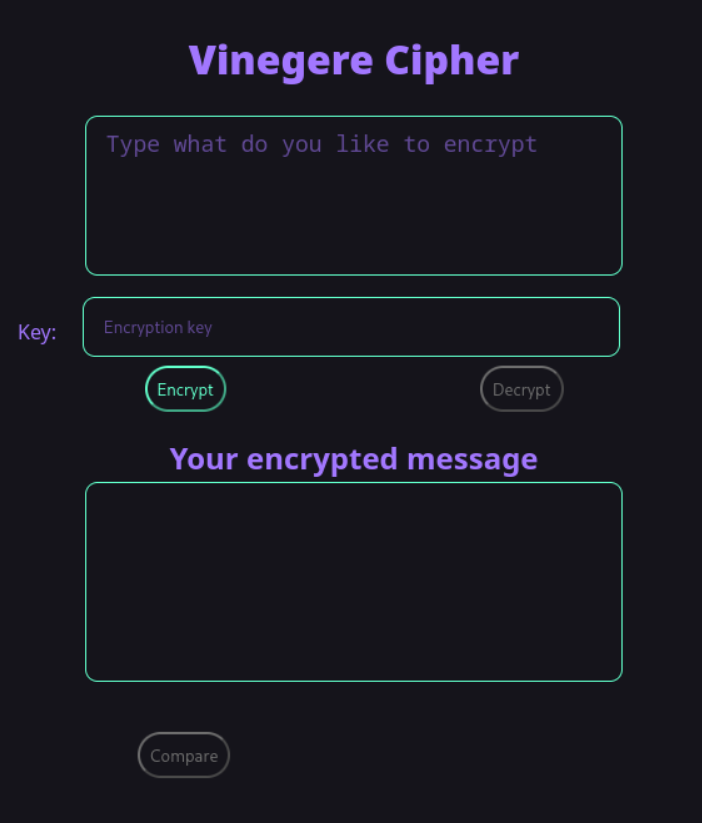 Vinegere Cipher
Type what do you like to encrypt
Key:
Encryption key
Encrypt
Decrypt
Your encrypted message
Compare